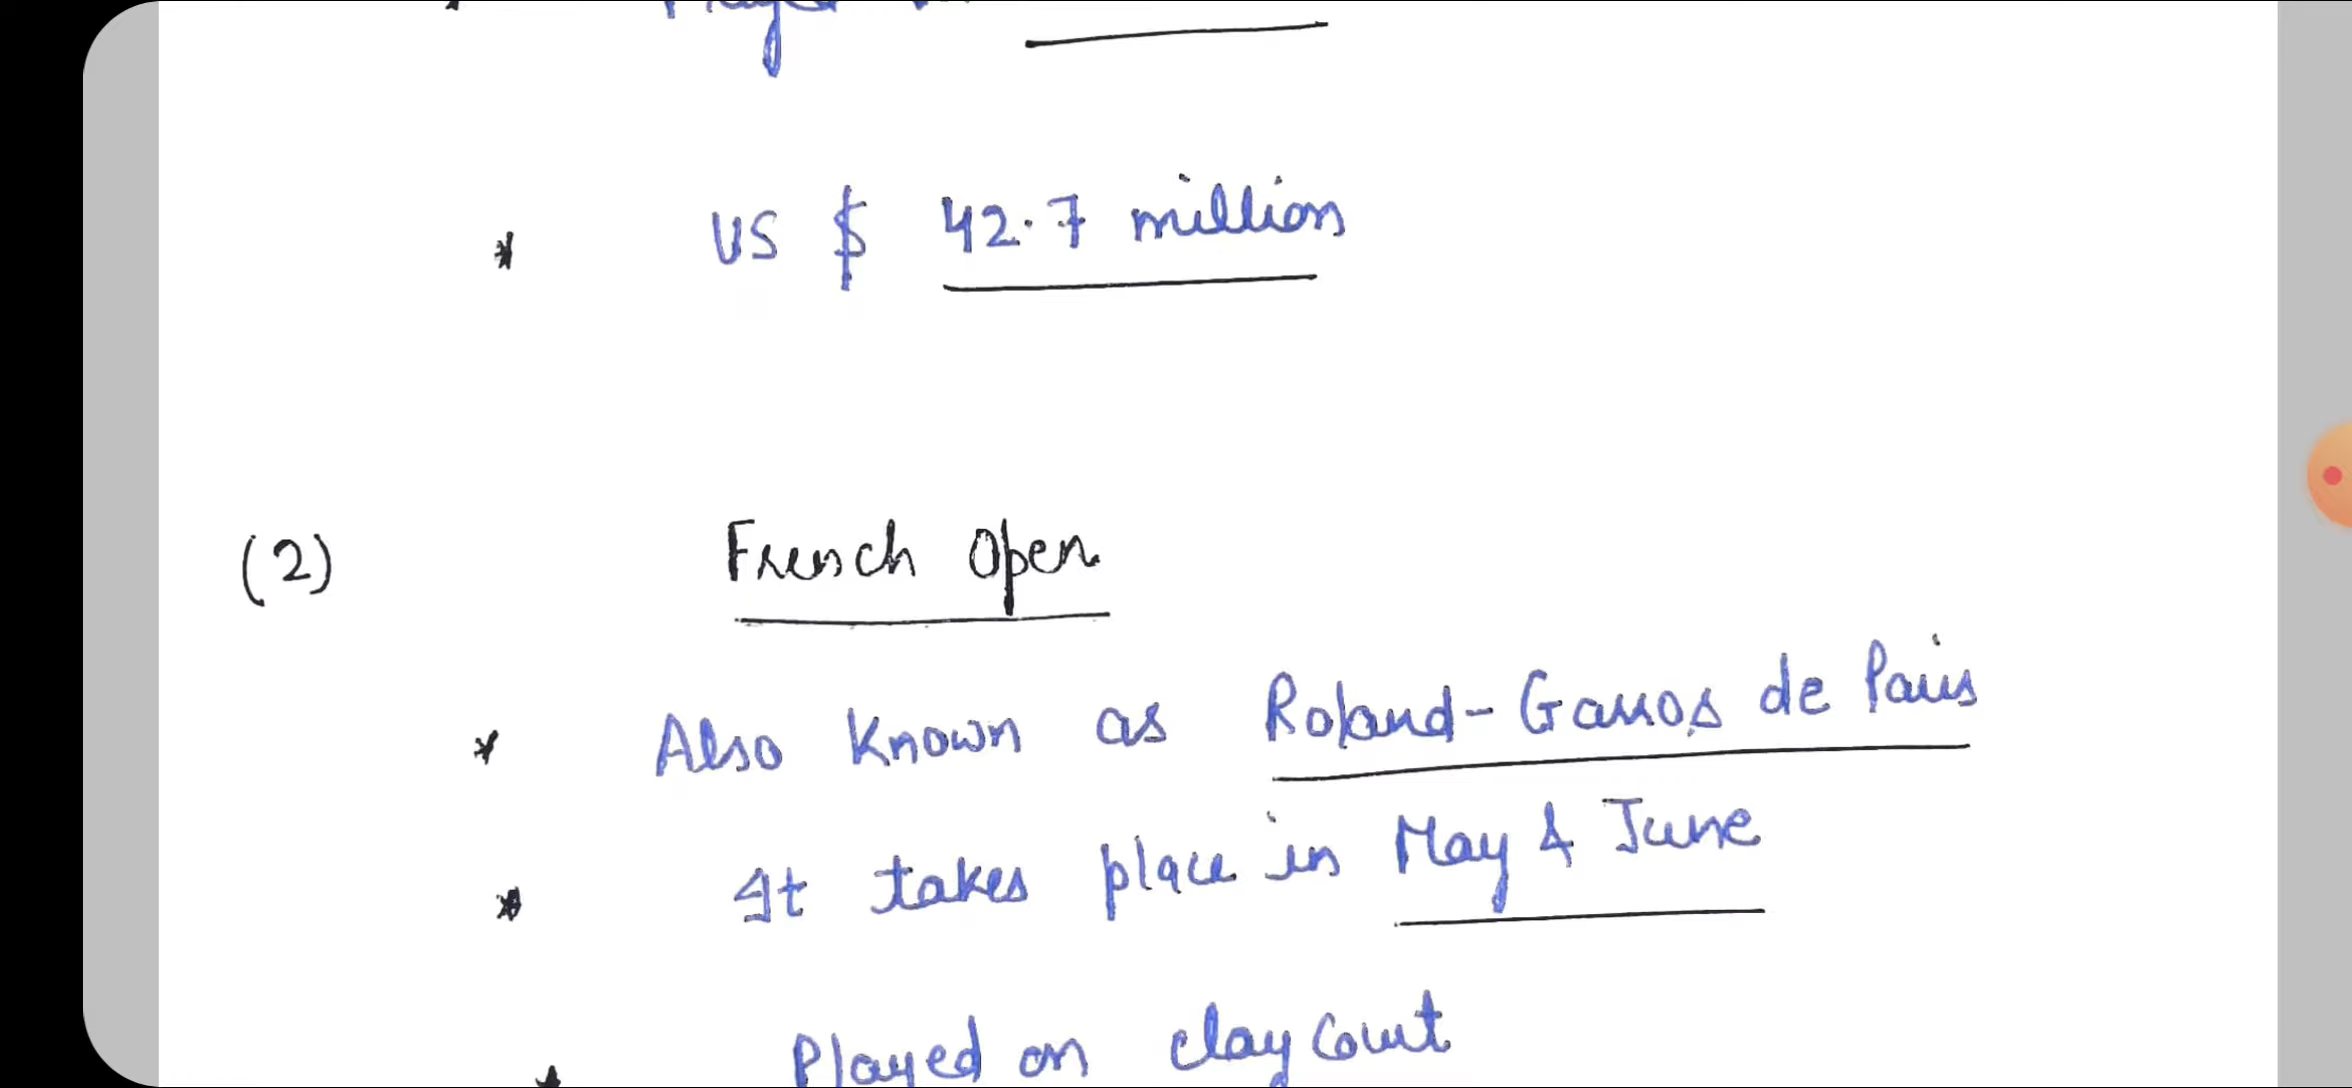 * US $ 42.7 million
(2) French Open
* Also known as Roland-Garros de Paris
* It takes place in May & June
* Played on clay court